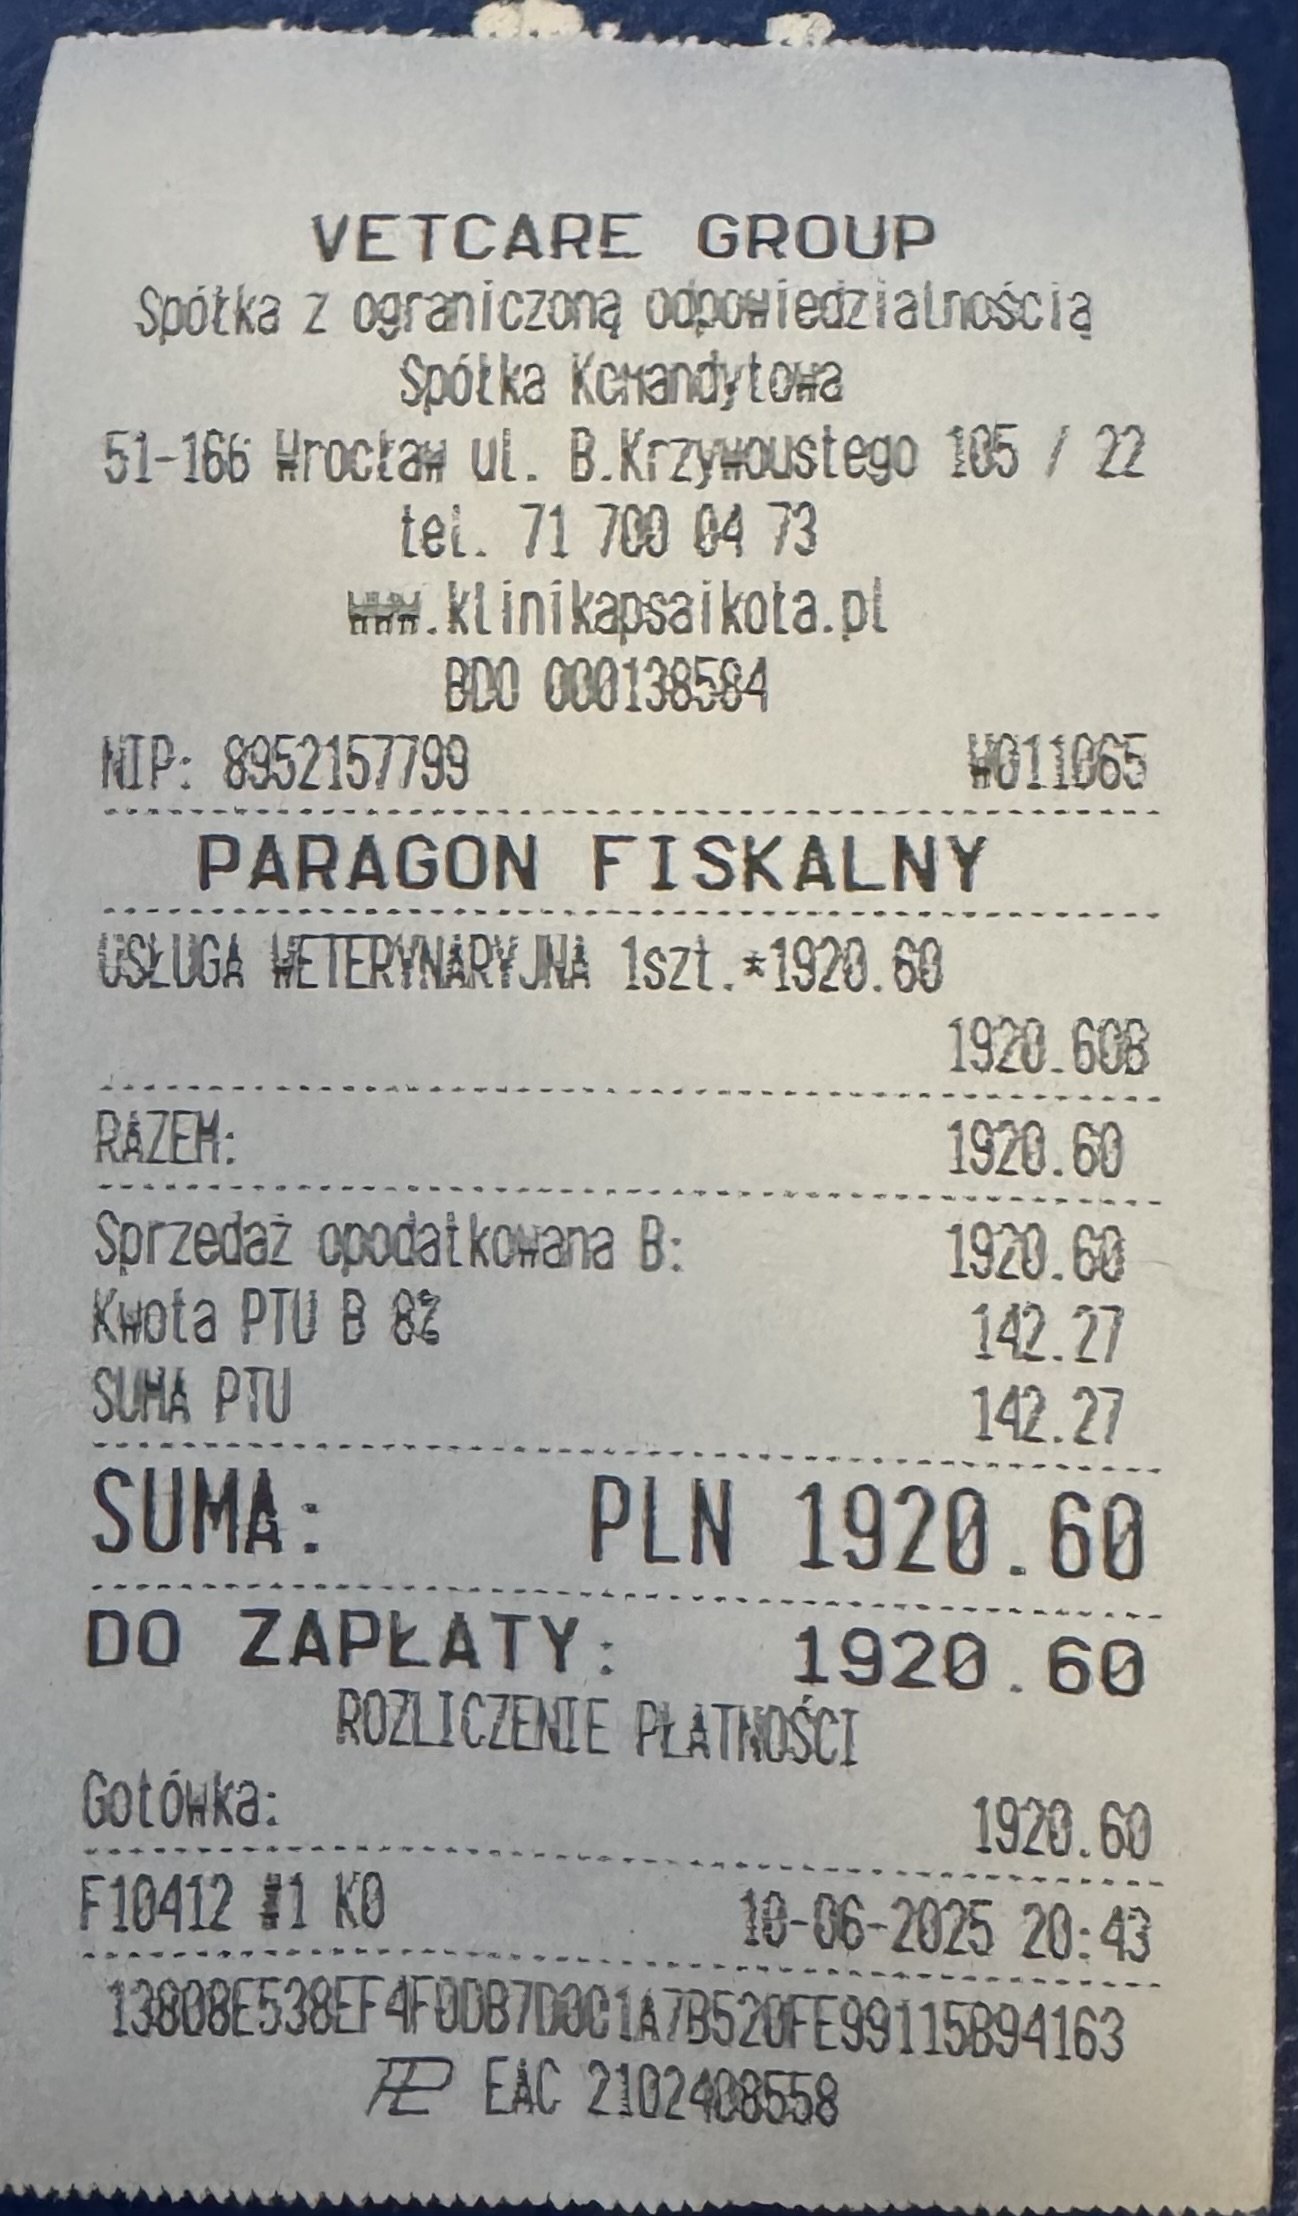 VETCARE GROUP
Spółka z ograniczoną odpowiedzialnością
Spółka Komandytowa
51-166 Wrocław ul. B.Krzywoustego 105 / 22
tel. 71 700 04 73
www.klinikapsaikota.pl
BDO 000138584
NIP: 8952157799 W011065
PARAGON FISKALNY
USŁUGA WETERYNARYJNA 1szt.*1920.60
1920.60B
RAZEM: 1920.60
Sprzedaż opodatkowana B: 1920.60
Kwota PTU B 8% 142.27
SUMA PTU 142.27
SUMA: PLN 1920.60
DO ZAPŁATY: 1920.60
ROZLICZENIE PŁATNOŚCI
Gotówka: 1920.60
F10412 #1 KO 10-06-2025 20:43
13808E538EF4F0DB7D0C1A7B520FE99115B94163
EAC 2102408558